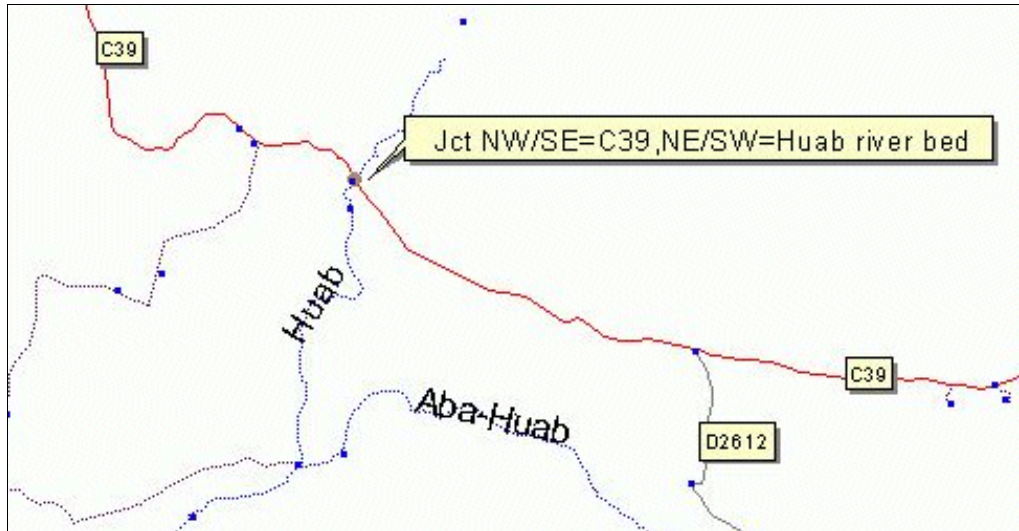 C39
Jct NW/SE=C39,NE/SW=Huab river bed
Huab
C39
Aba-Huab
D2612